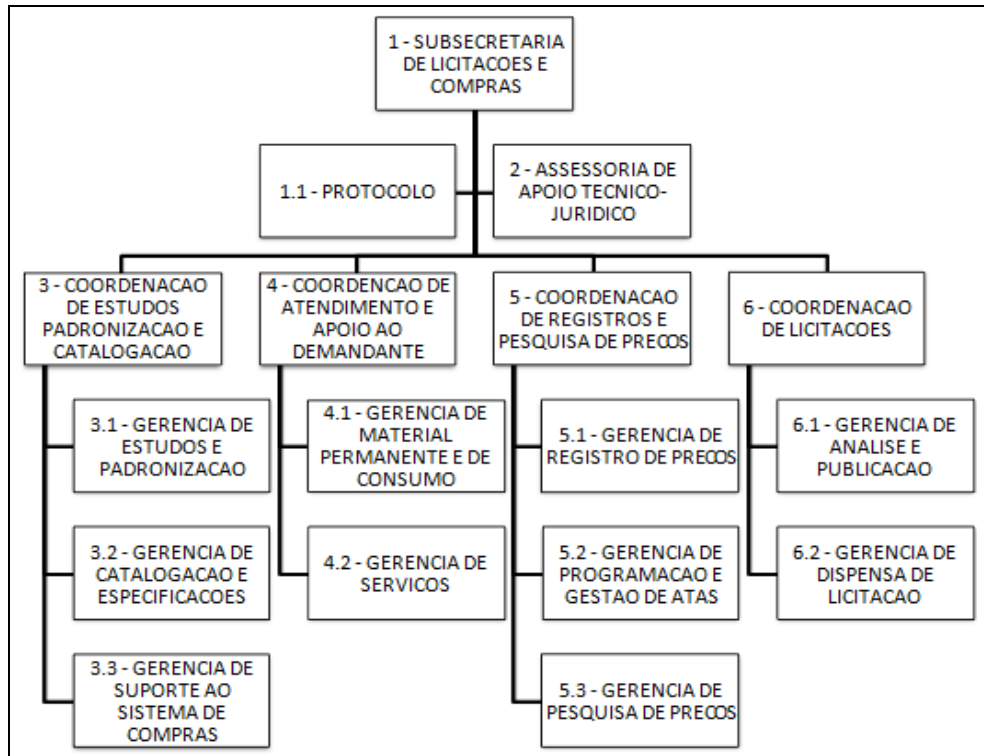 1 - SUBSECRETARIA
DE LICITACOES E
COMPRAS
1.1 - PROTOCOLO
2 - ASSESSORIA DE
APOIO TECNICO-
JURIDICO
3 - COORDENACAO
DE ESTUDOS
PADRONIZACAO E
CATALOGACAO
4 - COORDENCAO DE
ATENDIMENTO E
APOIO AO
DEMANDANTE
5 - COORDENACAO
DE REGISTROS E
PESQUISA DE PRECOS
6 - COORDENACAO
DE LICITACOES
3.1 - GERENCIA DE
ESTUDOS E
PADRONIZACAO
4.1 - GERENCIA DE
MATERIAL
PERMANENTE E DE
CONSUMO
5.1 - GERENCIA DE
REGISTRO DE PRECOS
6.1 - GERENCIA DE
ANALISE E
PUBLICACAO
3.2 - GERENCIA DE
CATALOGACAO E
ESPECIFICACOES
4.2 - GERENCIA DE
SERVICOS
5.2 - GERENCIA DE
PROGRAMACAO E
GESTAO DE ATAS
6.2 - GERENCIA DE
DISPENSA DE
LICITACAO
3.3 - GERENCIA DE
SUPORTE AO
SISTEMA DE
COMPRAS
5.3 - GERENCIA DE
PESQUISA DE PRECOS